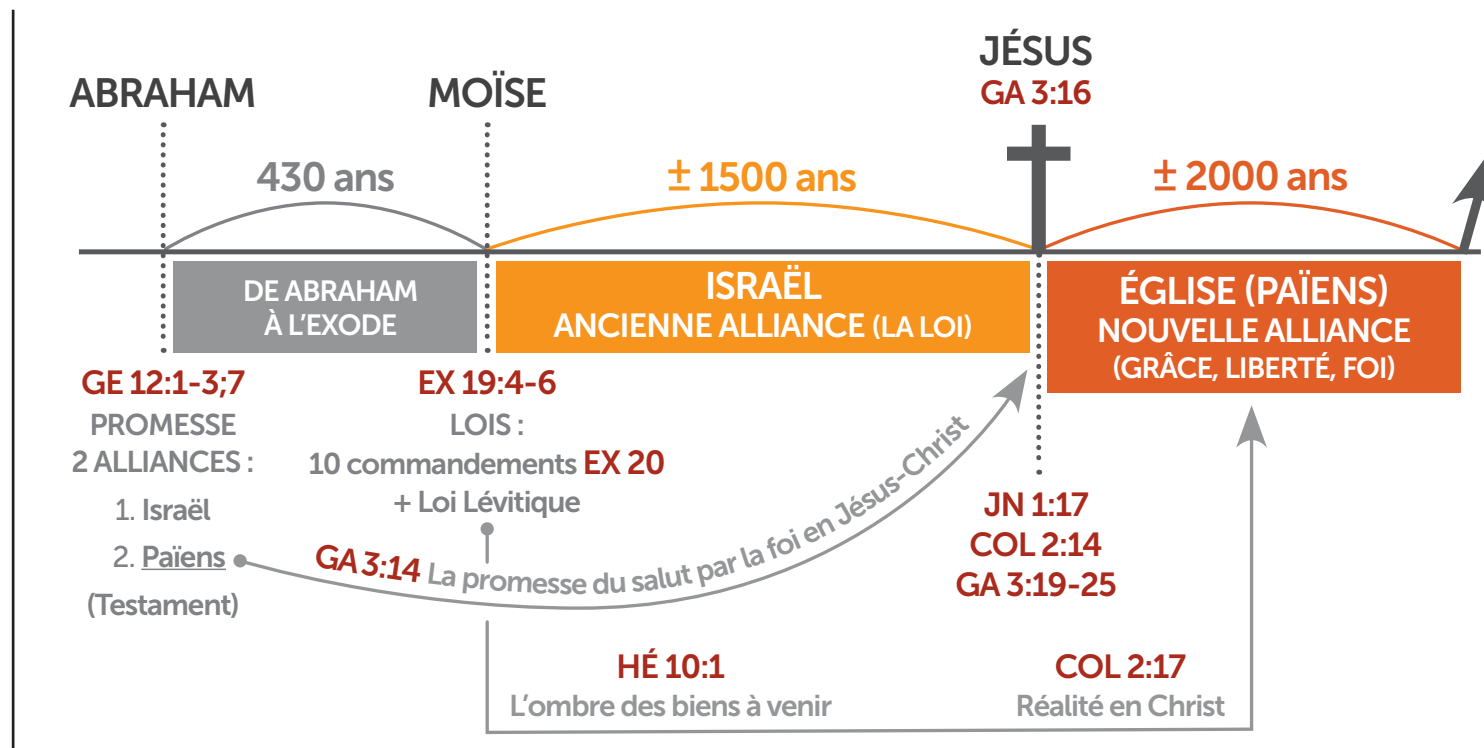 JÉSUS
GA 3:16
ABRAHAM
MOÏSE
430 ans
± 1500 ans
± 2000 ans
DE ABRAHAM
À L'EXODE
ISRAËL
ANCIENNE ALLIANCE (LA LOI)
ÉGLISE (PAÏENS)
NOUVELLE ALLIANCE
(GRÂCE, LIBERTÉ, FOI)
GE 12:1-3;7
PROMESSE
2 ALLIANCES :
1. Israël
2. Païens
(Testament)
EX 19:4-6
LOIS :
10 commandements EX 20
+ Loi Lévitique
GA 3:14 La promesse du salut par la foi en Jésus-Christ
JN 1:17
COL 2:14
GA 3:19-25
HÉ 10:1
L'ombre des biens à venir
COL 2:17
Réalité en Christ